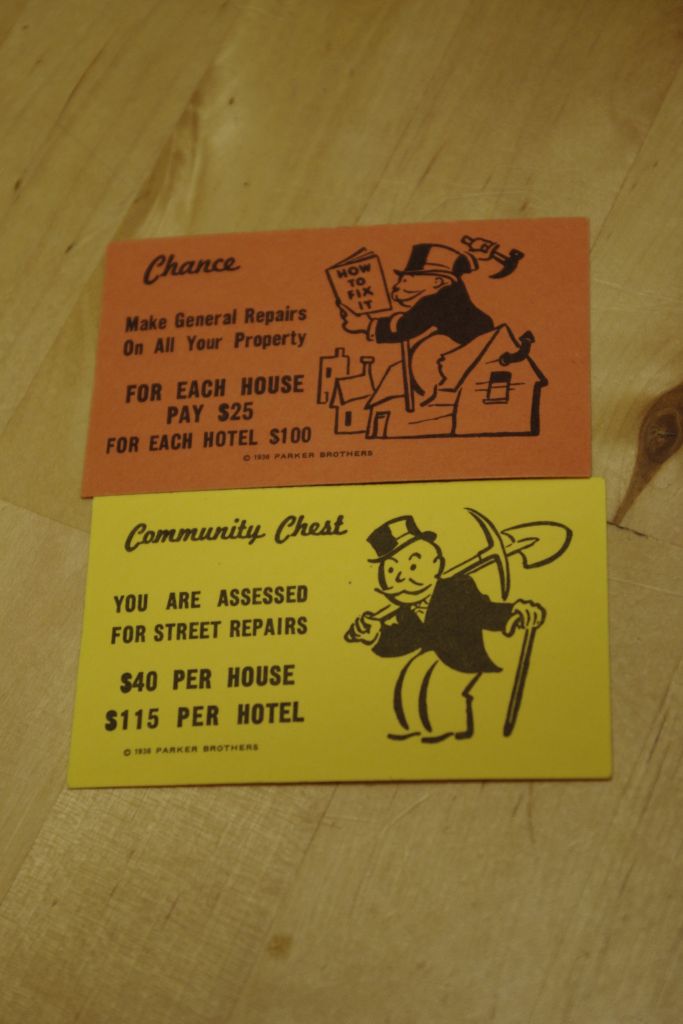 Chance
HOW
TO
FIX
IT
Make General Repairs
On All Your Property
FOR EACH HOUSE
PAY $25
FOR EACH HOTEL $100
© 1936 PARKER BROTHERS
Community Chest
YOU ARE ASSESSED
FOR STREET REPAIRS
$40 PER HOUSE
$115 PER HOTEL
© 1936 PARKER BROTHERS